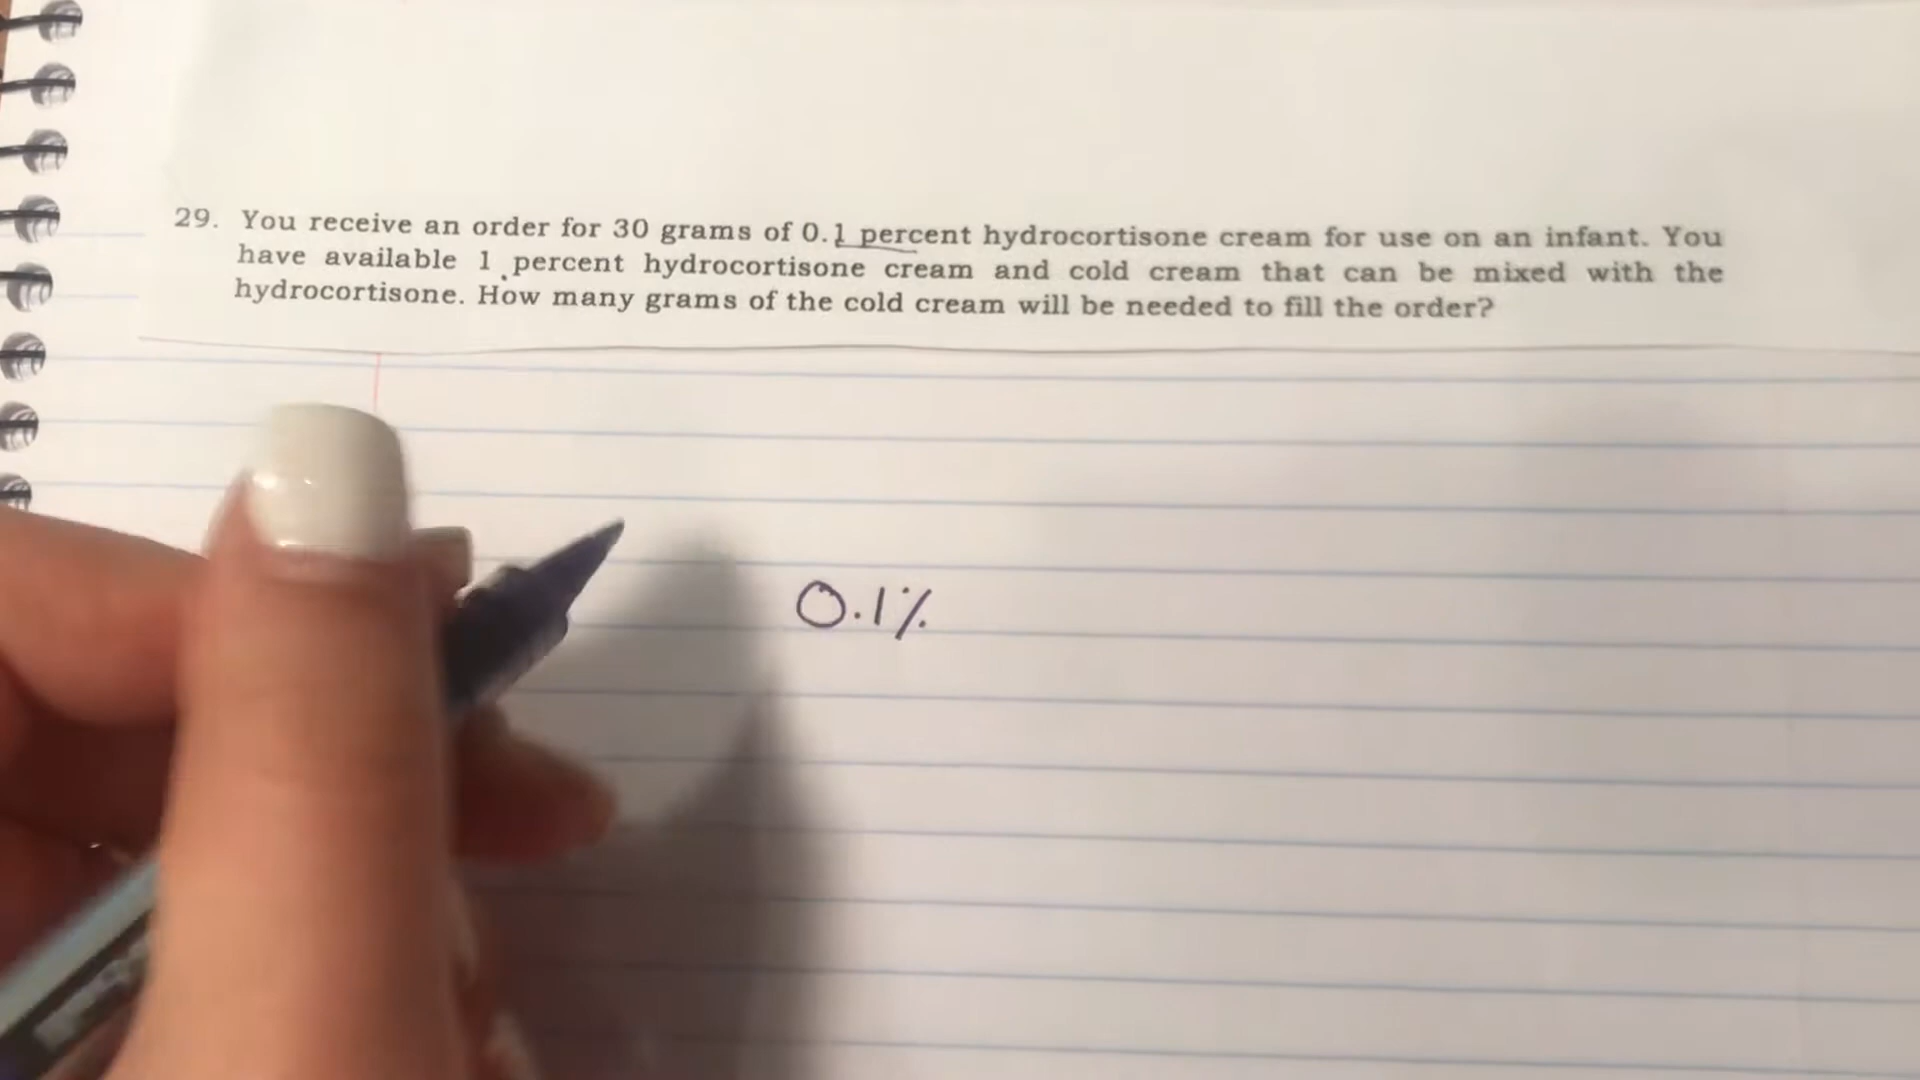 29. You receive an order for 30 grams of 0.1 percent hydrocortisone cream for use on an infant. You
have available 1 percent hydrocortisone cream and cold cream that can be mixed with the
hydrocortisone. How many grams of the cold cream will be needed to fill the order?
0.1%